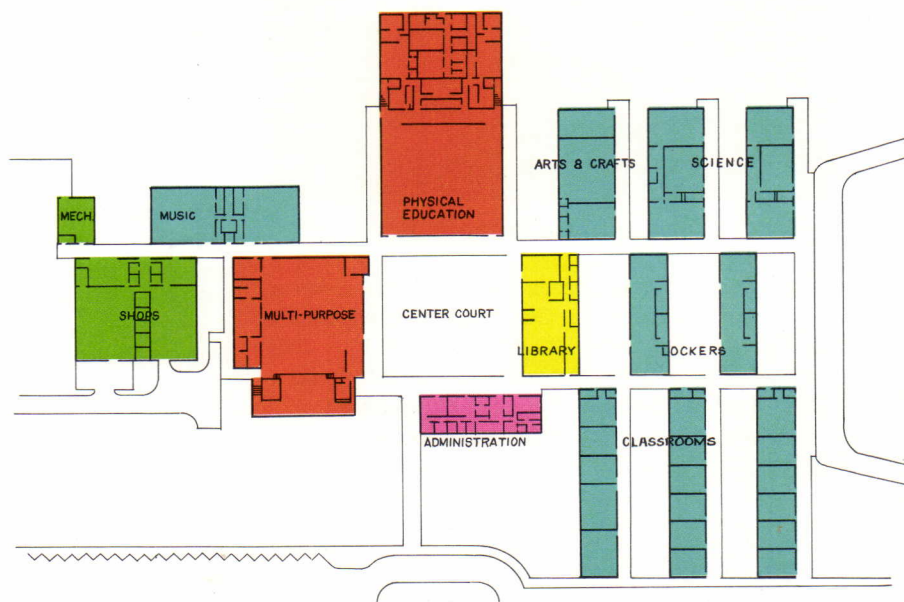 ARTS & CRAFTS
SCIENCE
MECH.
MUSIC
PHYSICAL
EDUCATION
SHOPS
MULTI-PURPOSE
CENTER COURT
LIBRARY
LOCKERS
ADMINISTRATION
CLASSROOMS